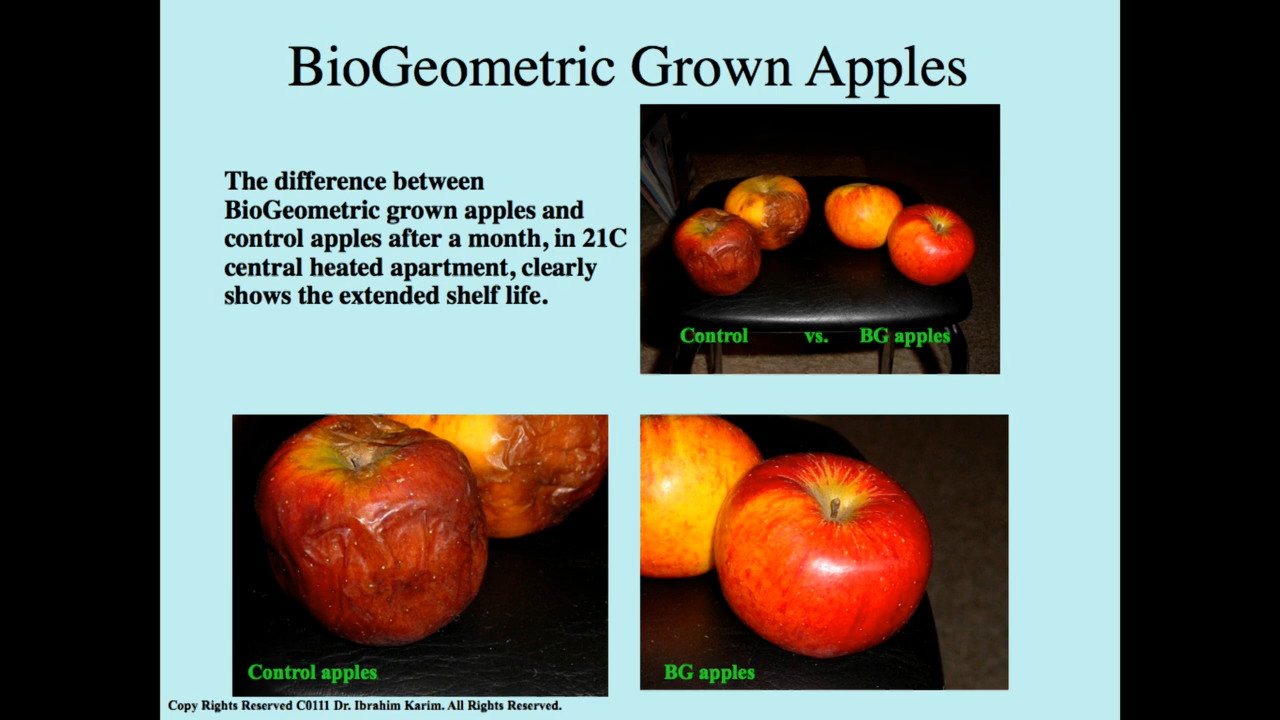 BioGeometric Grown Apples
The difference between
BioGeometric grown apples and
control apples after a month, in 21C
central heated apartment, clearly
shows the extended shelf life.
Control vs. BG apples
Control apples
BG apples
Copy Rights Reserved C0111 Dr. Ibrahim Karim. All Rights Reserved.